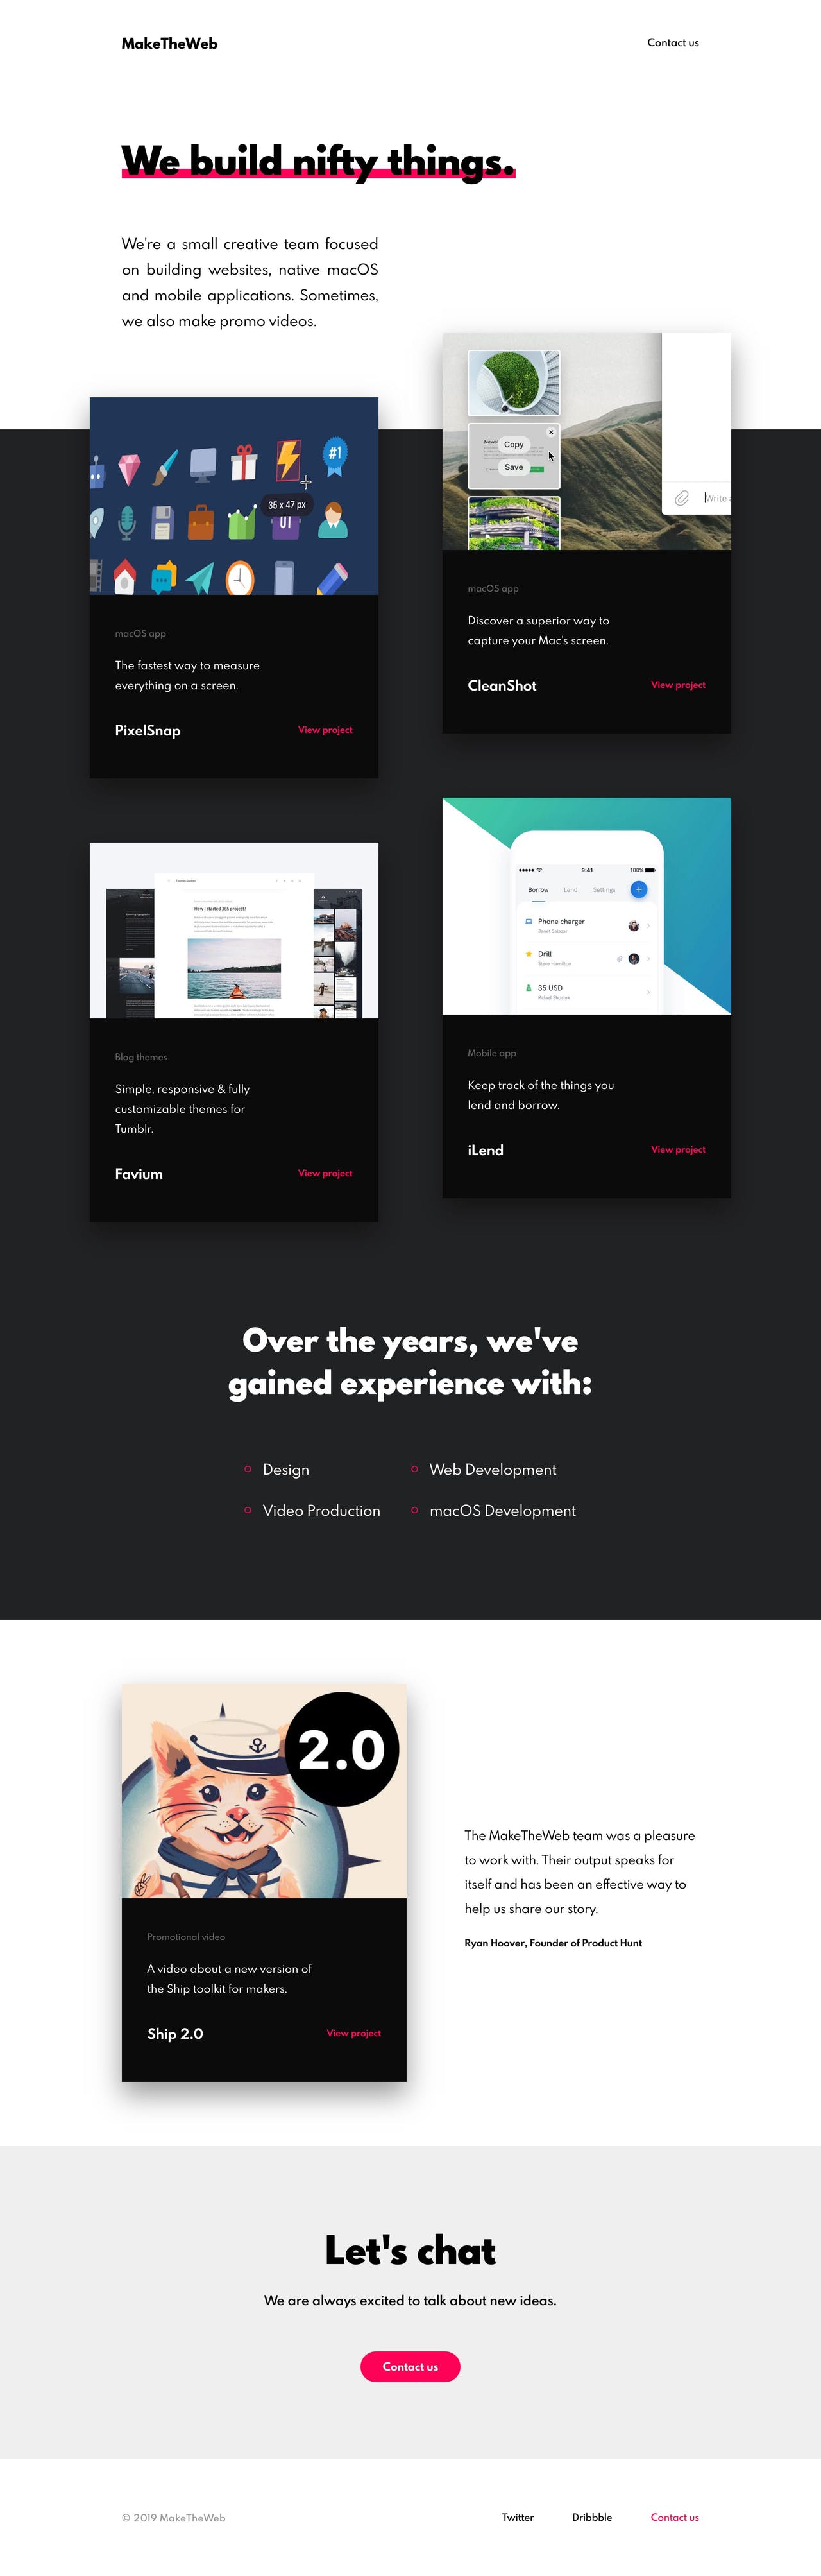 MakeTheWeb
Contact us
We build nifty things.
We're a small creative team focused
on building websites, native macOS
and mobile applications. Sometimes,
we also make promo videos.
#1
35 x 47 px
UI
macOS app
The fastest way to measure
everything on a screen.
PixelSnap
View project
Copy
Save
Write a
macOS app
Discover a superior way to
capture your Mac's screen.
CleanShot
View project
How I started 365 project?
Blog themes
Simple, responsive & fully
customizable themes for
Tumblr.
Favium
View project
9:41
100%
Borrow
Lend
Settings
+
Phone charger
Janet Salazar
Drill
Steve Hamilton
35 USD
Rafael Shostek
Mobile app
Keep track of the things you
lend and borrow.
iLend
View project
Over the years, we've
gained experience with:
Design
Web Development
Video Production
macOS Development
2.0
Promotional video
A video about a new version of
the Ship toolkit for makers.
Ship 2.0
View project
The MakeTheWeb team was a pleasure
to work with. Their output speaks for
itself and has been an effective way to
help us share our story.
Ryan Hoover, Founder of Product Hunt
Let's chat
We are always excited to talk about new ideas.
Contact us
© 2019 MakeTheWeb
Twitter
Dribbble
Contact us